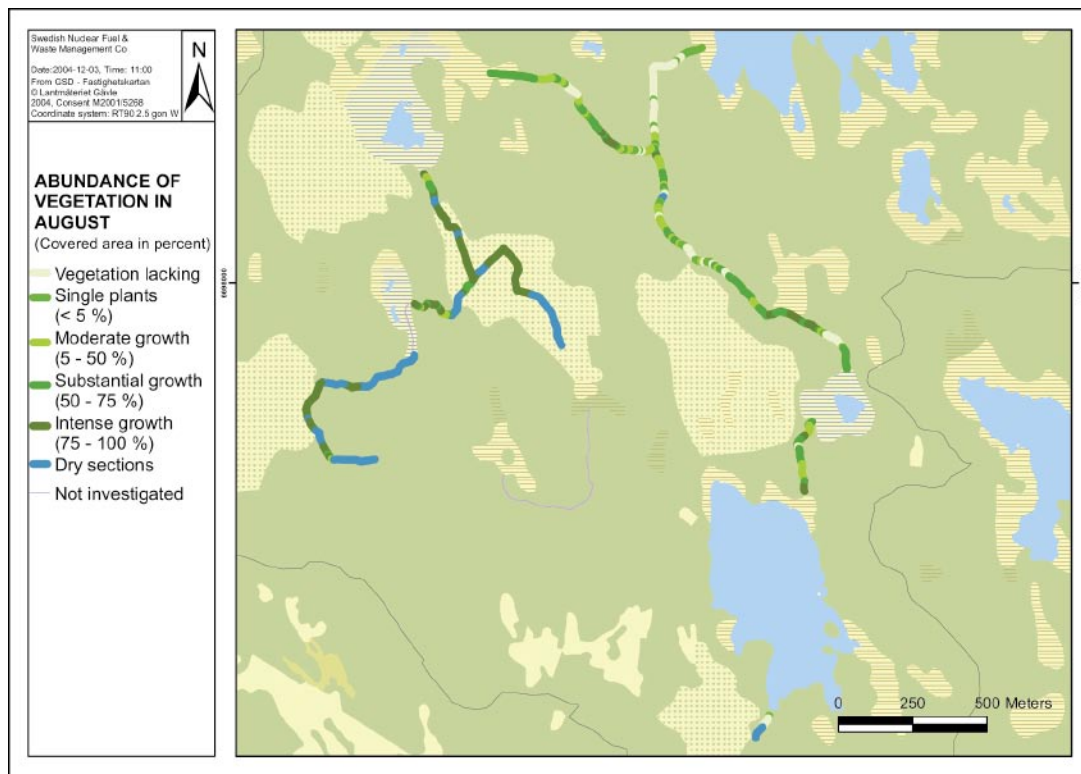 Swedish Nuclear Fuel &
Waste Management Co
Date:2004-12-03, Time: 11:00
From GSD - Fastighetskartan
© Lantmäteriet Gävle
2004, Consent M2001/5268
Coordinate system: RT90 2.5 gon W
N
ABUNDANCE OF
VEGETATION IN
AUGUST
(Covered area in percent)
Vegetation lacking
Single plants
(< 5 %)
Moderate growth
(5 - 50 %)
Substantial growth
(50 - 75 %)
Intense growth
(75 - 100 %)
Dry sections
Not investigated
0 250 500 Meters